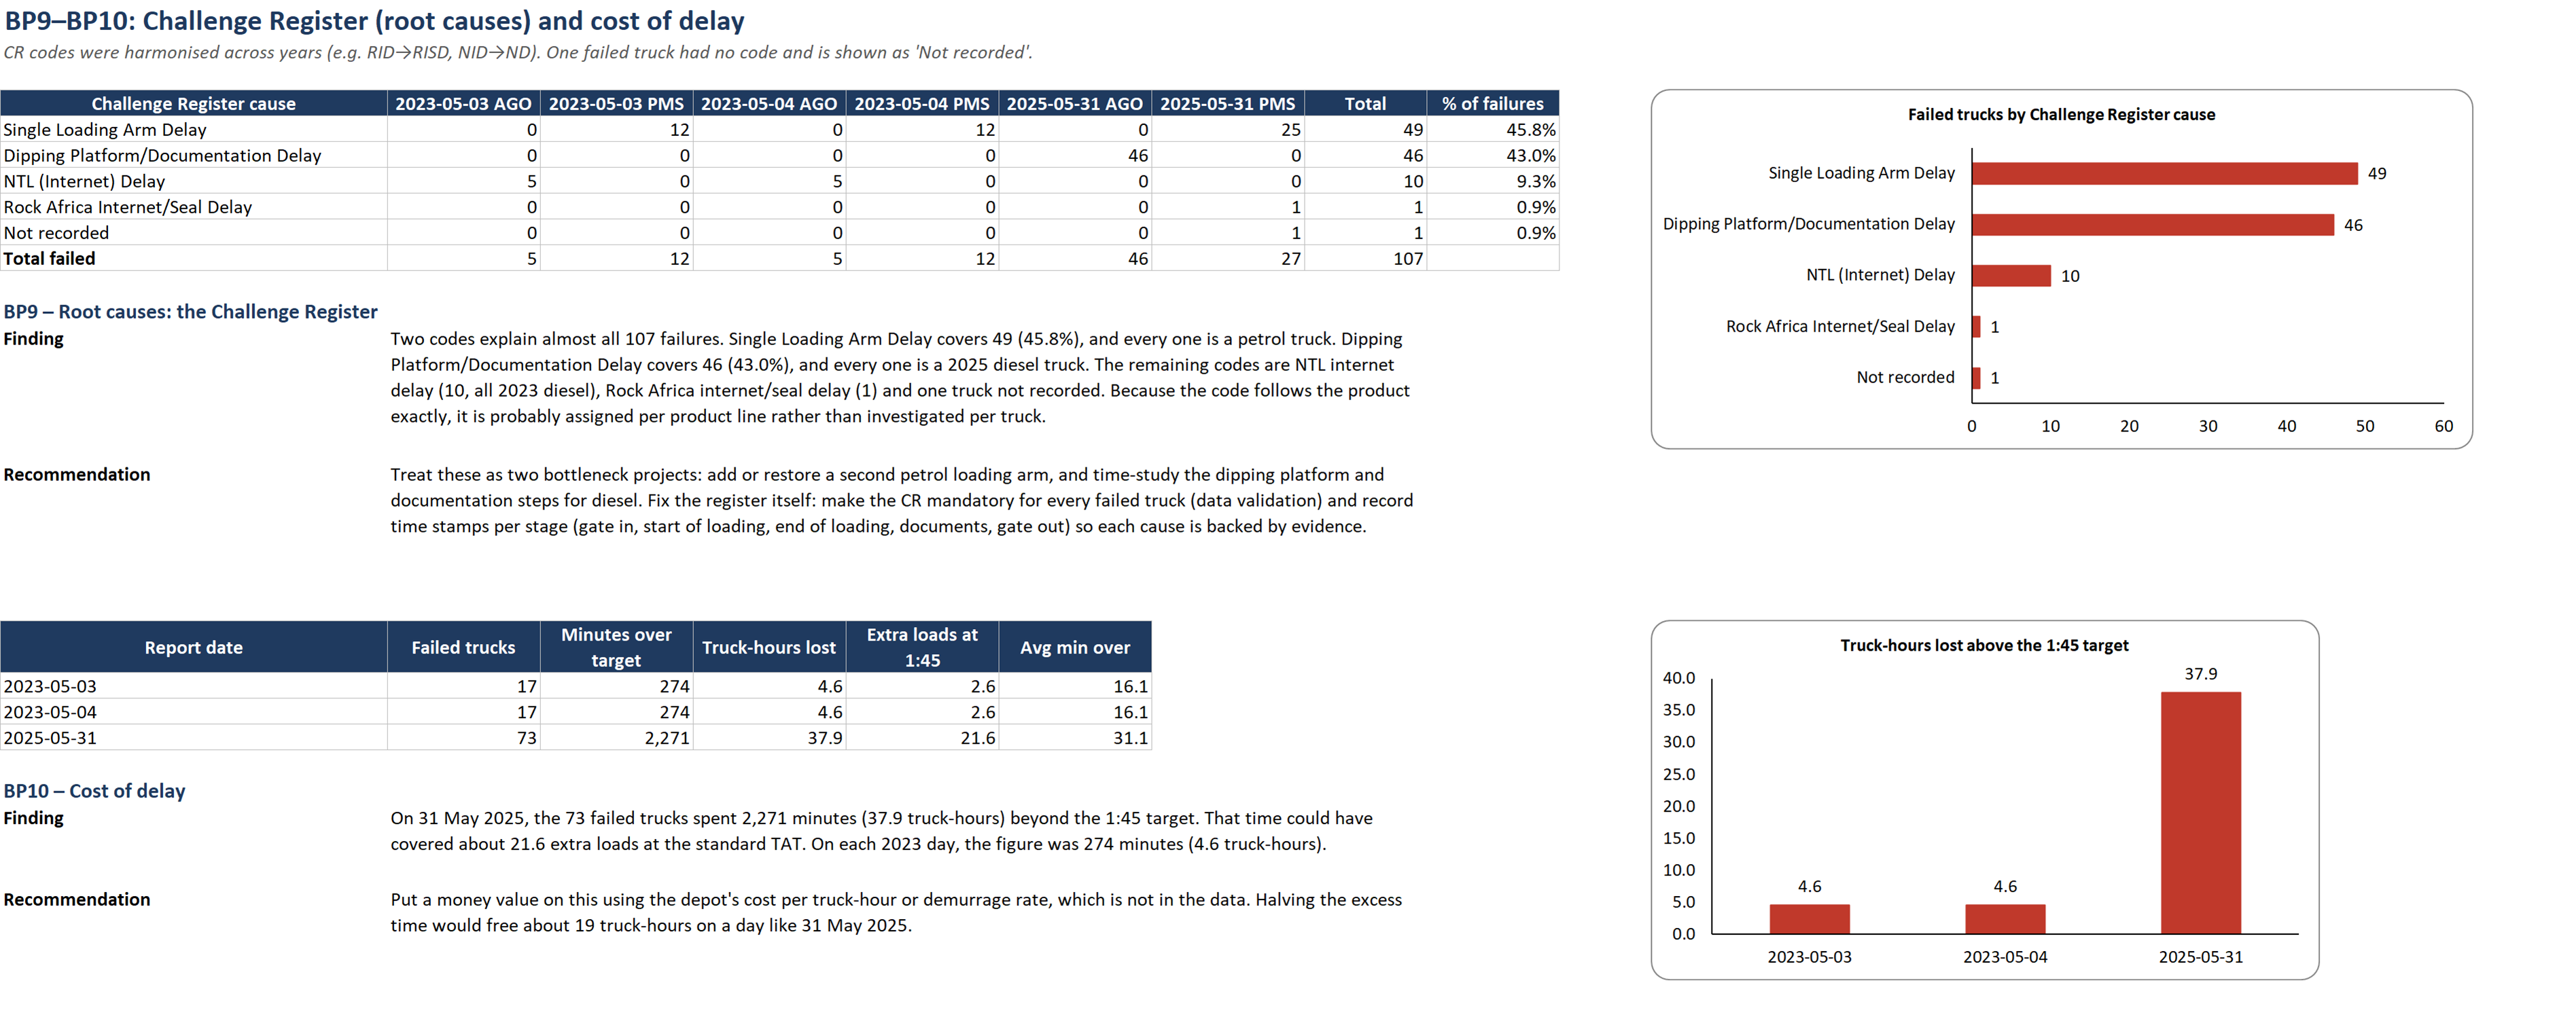 BP9–BP10: Challenge Register (root causes) and cost of delay
CR codes were harmonised across years (e.g. RID→RISD, NID→ND). One failed truck had no code and is shown as 'Not recorded'.
Challenge Register cause 2023-05-03 AGO 2023-05-03 PMS 2023-05-04 AGO 2023-05-04 PMS 2025-05-31 AGO 2025-05-31 PMS Total % of failures
Single Loading Arm Delay 0 12 0 12 0 25 49 45.8%
Dipping Platform/Documentation Delay 0 0 0 0 46 0 46 43.0%
NTL (Internet) Delay 5 0 5 0 0 0 10 9.3%
Rock Africa Internet/Seal Delay 0 0 0 0 0 1 1 0.9%
Not recorded 0 0 0 0 0 1 1 0.9%
Total failed 5 12 5 12 46 27 107
Failed trucks by Challenge Register cause
Single Loading Arm Delay 49
Dipping Platform/Documentation Delay 46
NTL (Internet) Delay 10
Rock Africa Internet/Seal Delay 1
Not recorded 1
0 10 20 30 40 50 60
BP9 – Root causes: the Challenge Register
Finding
Two codes explain almost all 107 failures. Single Loading Arm Delay covers 49 (45.8%), and every one is a petrol truck. Dipping
Platform/Documentation Delay covers 46 (43.0%), and every one is a 2025 diesel truck. The remaining codes are NTL internet
delay (10, all 2023 diesel), Rock Africa internet/seal delay (1) and one truck not recorded. Because the code follows the product
exactly, it is probably assigned per product line rather than investigated per truck.
Recommendation
Treat these as two bottleneck projects: add or restore a second petrol loading arm, and time-study the dipping platform and
documentation steps for diesel. Fix the register itself: make the CR mandatory for every failed truck (data validation) and record
time stamps per stage (gate in, start of loading, end of loading, documents, gate out) so each cause is backed by evidence.
Report date Failed trucks Minutes over target Truck-hours lost Extra loads at 1:45 Avg min over
2023-05-03 17 274 4.6 2.6 16.1
2023-05-04 17 274 4.6 2.6 16.1
2025-05-31 73 2,271 37.9 21.6 31.1
Truck-hours lost above the 1:45 target
40.0
35.0
30.0
25.0
20.0
15.0
10.0
5.0
0.0
4.6 4.6 37.9
2023-05-03 2023-05-04 2025-05-31
BP10 – Cost of delay
Finding
On 31 May 2025, the 73 failed trucks spent 2,271 minutes (37.9 truck-hours) beyond the 1:45 target. That time could have
covered about 21.6 extra loads at the standard TAT. On each 2023 day, the figure was 274 minutes (4.6 truck-hours).
Recommendation
Put a money value on this using the depot's cost per truck-hour or demurrage rate, which is not in the data. Halving the excess
time would free about 19 truck-hours on a day like 31 May 2025.